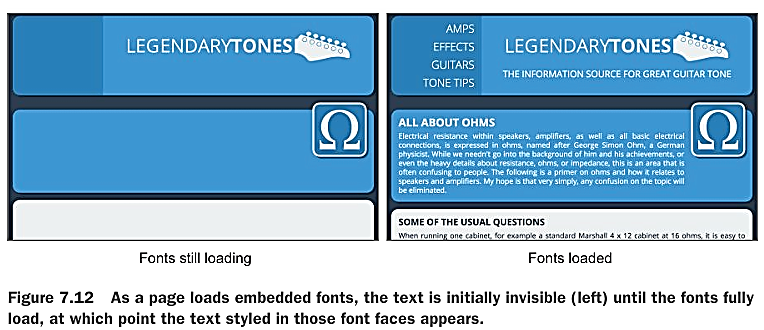 LEGENDARYTONES
Ω
Fonts still loading
AMPS
EFFECTS
GUITARS
TONE TIPS
LEGENDARYTONES
THE INFORMATION SOURCE FOR GREAT GUITAR TONE
ALL ABOUT OHMS
Electrical resistance within speakers, amplifiers, as well as all basic electrical
connections, is expressed in ohms, named after George Simon Ohm, a German
physicist. While we needn't go into the background of him and his achievements, or
even the heavy details about resistance, ohms, or impedance, this is an area that is
often confusing to people. The following is a primer on ohms and how it relates to
speakers and amplifiers. My hope is that very simply, any confusion on the topic will
be eliminated.
Ω
SOME OF THE USUAL QUESTIONS
When running one cabinet, for example a standard Marshall 4 x 12 cabinet at 16 ohms, it is easy to
Fonts loaded
Figure 7.12 As a page loads embedded fonts, the text is initially invisible (left) until the fonts fully
load, at which point the text styled in those font faces appears.